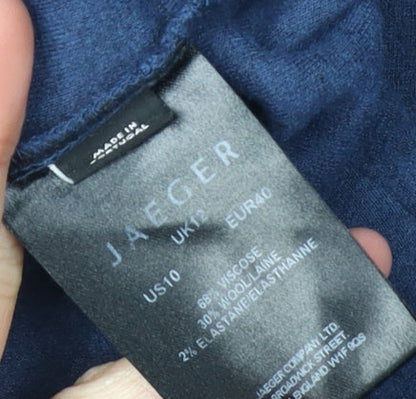 MADE IN
PORTUGAL
JAEGER
US10 UK12 EUR40
68% VISCOSE
30% WOOL/LAINE
2% ELASTANE/ELASTHANNE
JAEGER COMPANY LTD
BROADWICK STREET
ENGLAND W1F 9QS